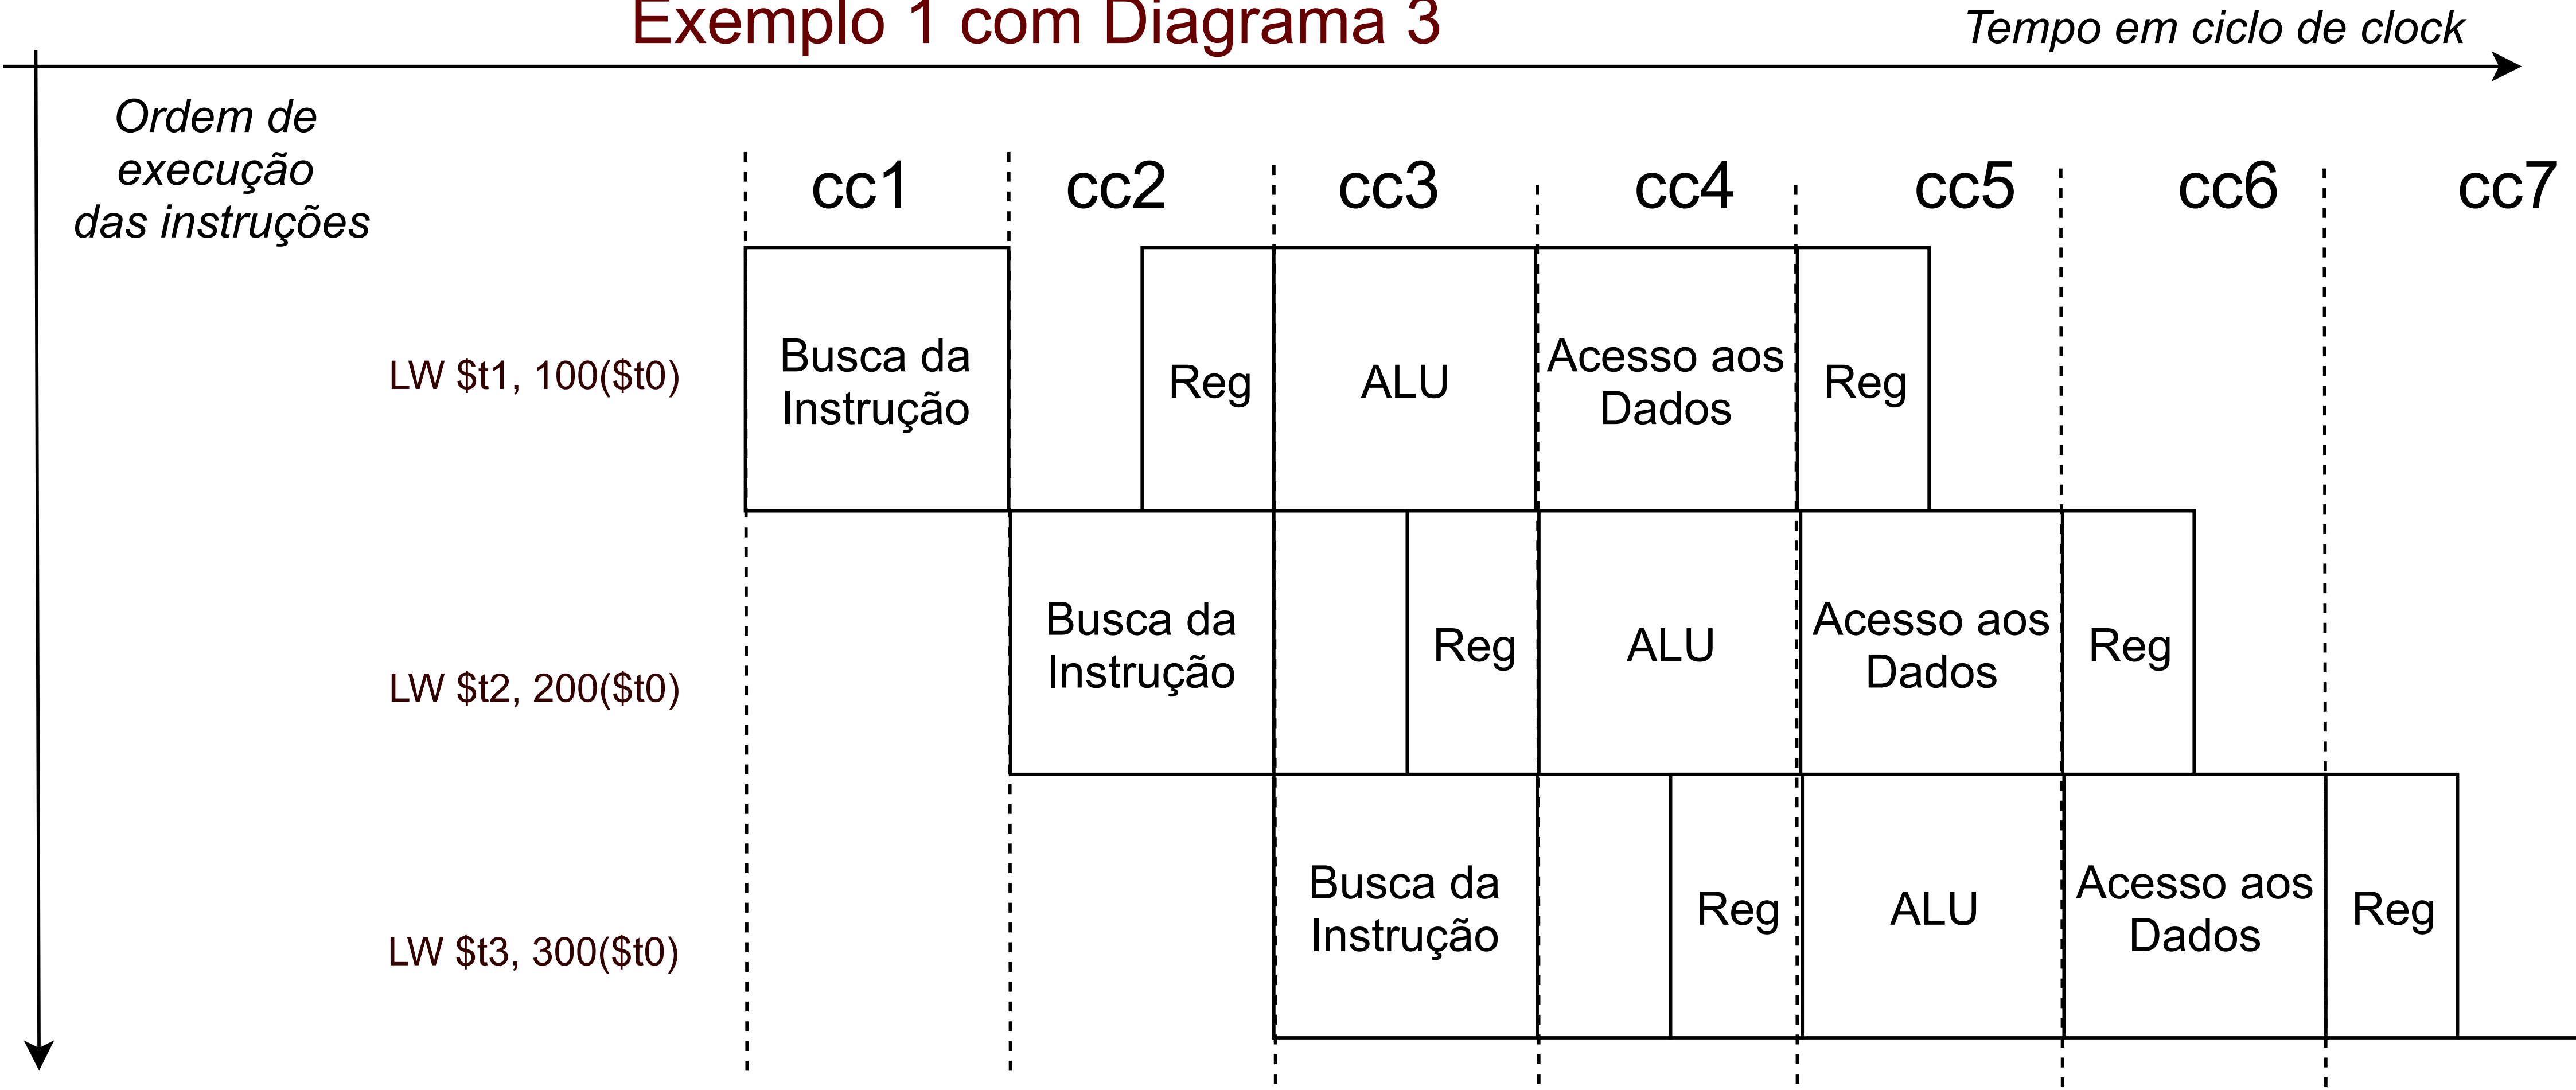 Exemplo 1 com Diagrama 3
Tempo em ciclo de clock
Ordem de
execução
das instruções
cc1 cc2 cc3 cc4 cc5 cc6 cc7
LW $t1, 100($t0)
Busca da
Instrução
Reg
ALU
Acesso aos
Dados
Reg
LW $t2, 200($t0)
Busca da
Instrução
Reg
ALU
Acesso aos
Dados
Reg
LW $t3, 300($t0)
Busca da
Instrução
Reg
ALU
Acesso aos
Dados
Reg